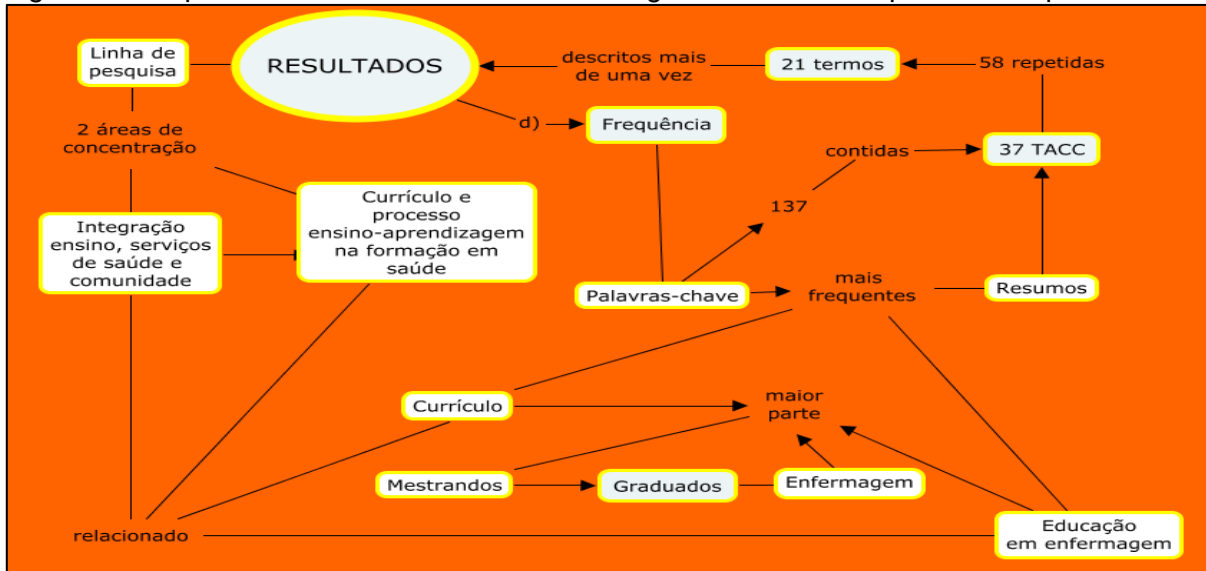 Linha de
pesquisa
RESULTADOS
descritos mais
de uma vez
21 termos
58 repetidas
d)
Frequência
2 áreas de
concentração
contidas
37 TACC
Currículo e
processo
ensino-aprendizagem
na formação em
saúde
137
Integração
ensino, serviços
de saúde e
comunidade
Palavras-chave
mais
frequentes
Resumos
Currículo
maior
parte
Mestrandos
Graduados
Enfermagem
relacionado
Educação
em enfermagem